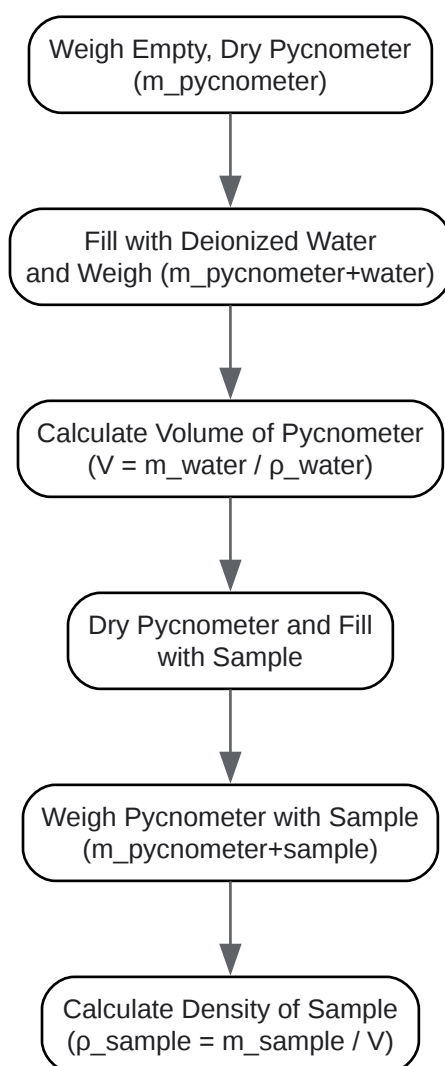 Weigh Empty, Dry Pycnometer
(m_pycnometer)
Fill with Deionized Water
and Weigh (m_pycnometer+water)
Calculate Volume of Pycnometer
(V = m_water / ρ_water)
Dry Pycnometer and Fill
with Sample
Weigh Pycnometer with Sample
(m_pycnometer+sample)
Calculate Density of Sample
(ρ_sample = m_sample / V)